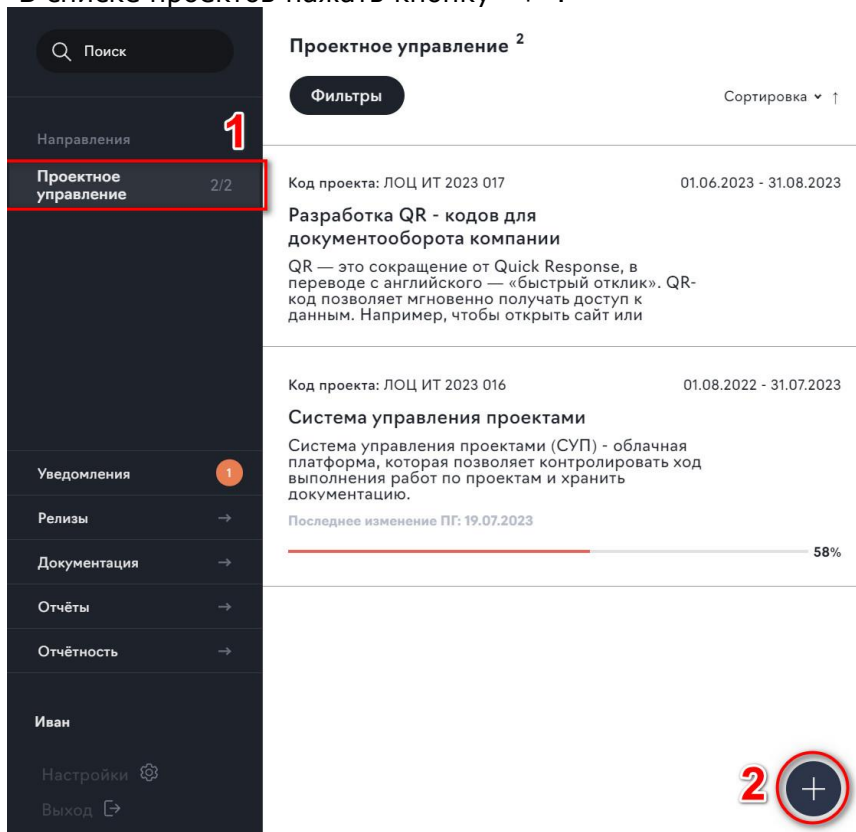 В списке проектов нажать кнопку «+».
Поиск
Направления
1
Проектное
управление
2/2
Уведомления
1
Релизы →
Документация →
Отчёты →
Отчётность →
Иван
Настройки
Выход
Проектное управление 2
Фильтры
Сортировка ↑
Код проекта: ЛОЦ ИТ 2023 017
01.06.2023 - 31.08.2023
Разработка QR - кодов для
документооборота компании
QR — это сокращение от Quick Response, в
переводе с английского — «быстрый отклик». QR-
код позволяет мгновенно получать доступ к
данным. Например, чтобы открыть сайт или
Код проекта: ЛОЦ ИТ 2023 016
01.08.2022 - 31.07.2023
Система управления проектами
Система управления проектами (СУП) - облачная
платформа, которая позволяет контролировать ход
выполнения работ по проектам и хранить
документацию.
Последнее изменение ПГ: 19.07.2023
58%
2
+